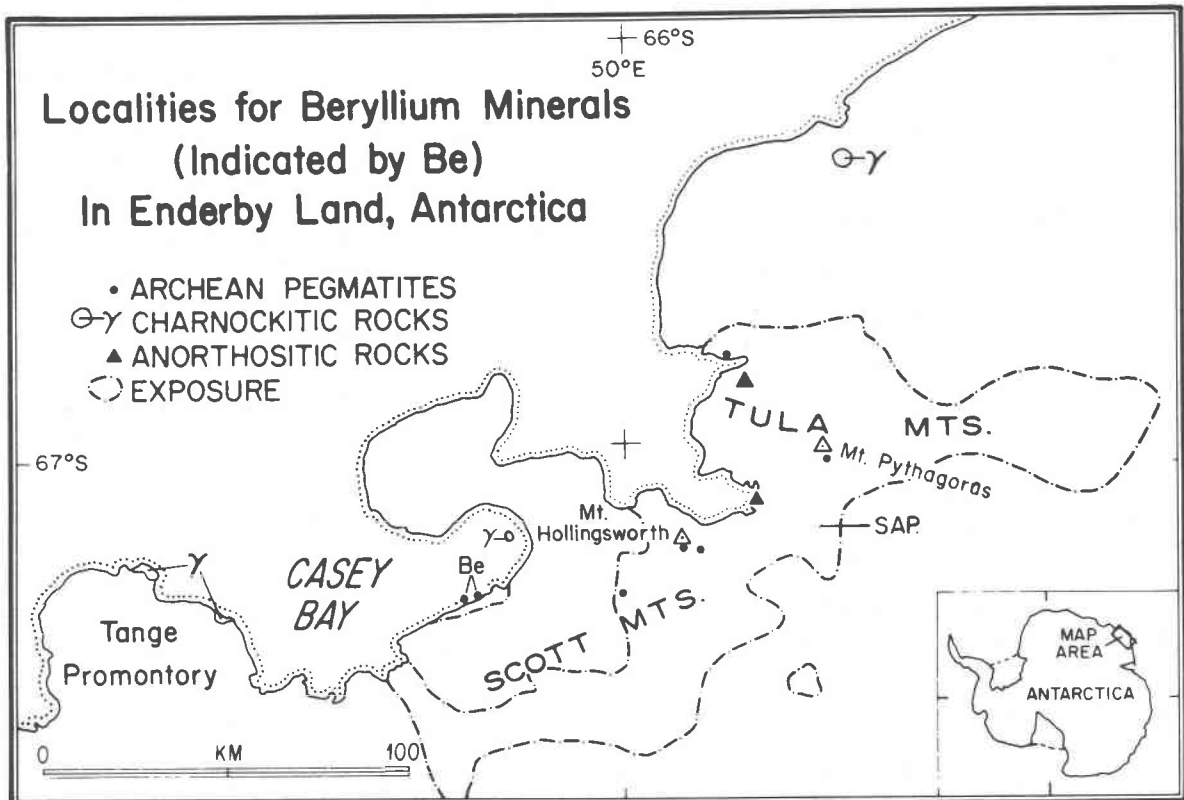 66°S
50°E
Localities for Beryllium Minerals
(Indicated by Be)
In Enderby Land, Antarctica
γ
• ARCHEAN PEGMATITES
γ CHARNOCKITIC ROCKS
▲ ANORTHOSITIC ROCKS
EXPOSURE
TULA MTS.
Mt. Pythagoras
67°S
SAP.
Mt.
Hollingsworth
γ
Be
γ
CASEY
BAY
Tange
Promontory
SCOTT MTS.
MAP
AREA
ANTARCTICA
0 KM 100